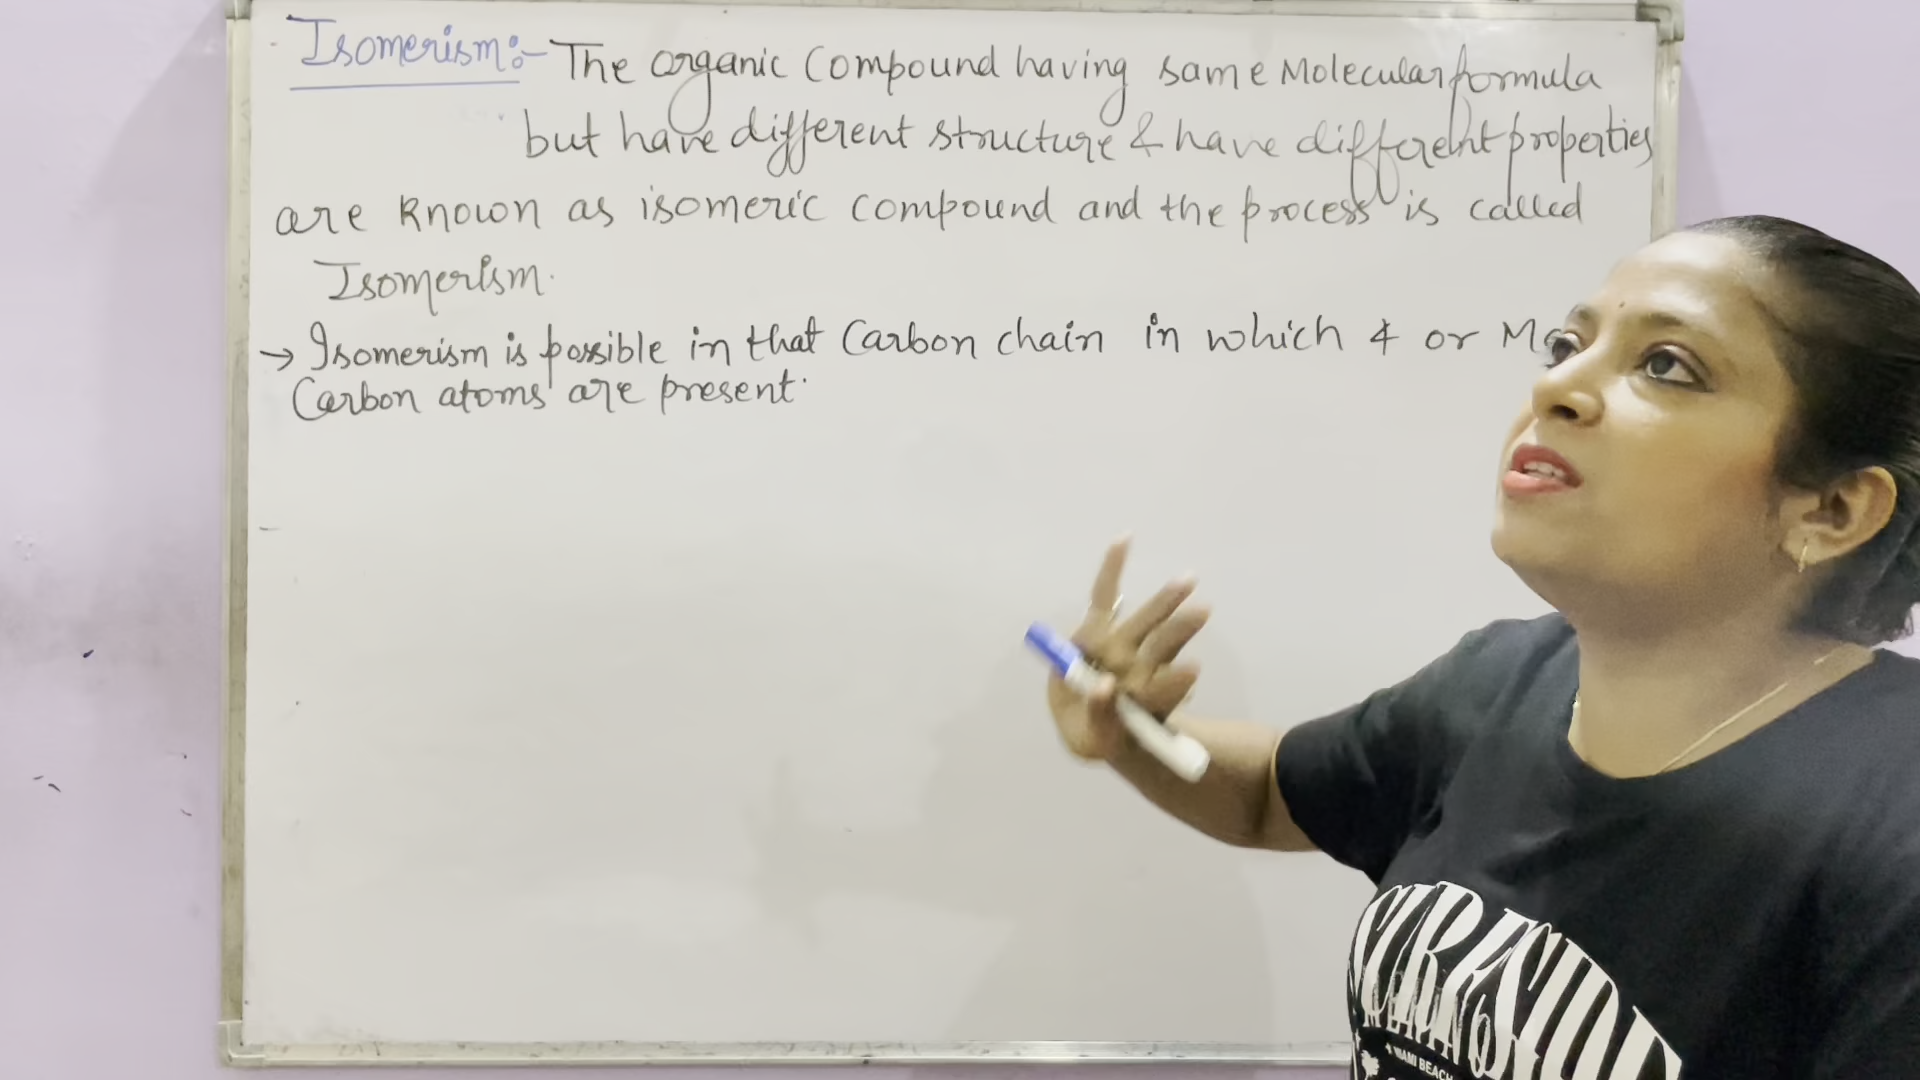 Isomerism:- The organic Compound having same Molecular formula
but have different structure & have different properties
are known as isomeric compound and the process is called
Isomerism.
→ Isomerism is possible in that Carbon chain in which 4 or
Carbon atoms are present.
MIAMI BEACH